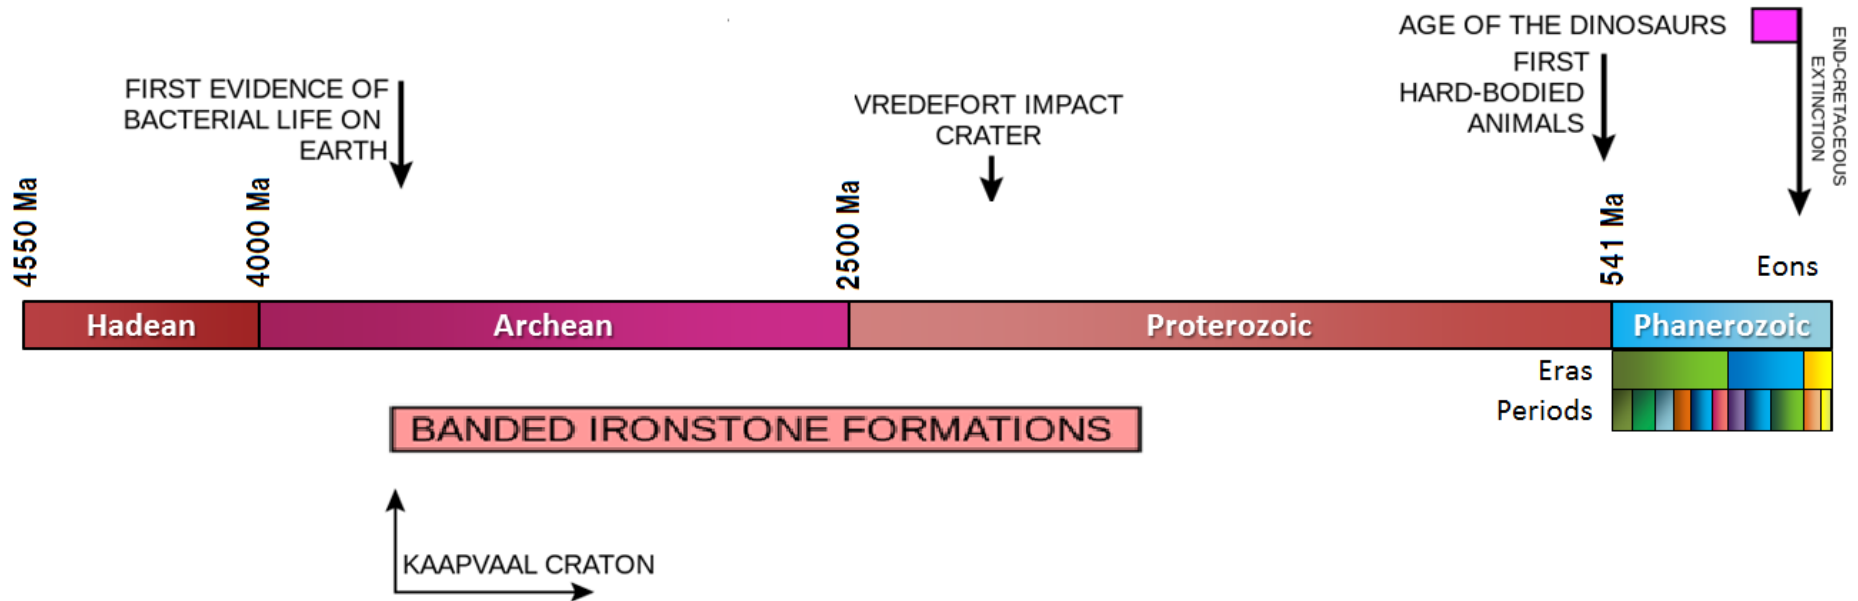 AGE OF THE DINOSAURS
FIRST
HARD-BODIED
ANIMALS
END-CRETACEOUS
EXTINCTION
FIRST EVIDENCE OF
BACTERIAL LIFE ON
EARTH
VREDEFORT IMPACT
CRATER
4550 Ma
4000 Ma
2500 Ma
541 Ma
Eons
Hadean
Archean
Proterozoic
Phanerozoic
Eras
Periods
BANDED IRONSTONE FORMATIONS
KAAPVAAL CRATON